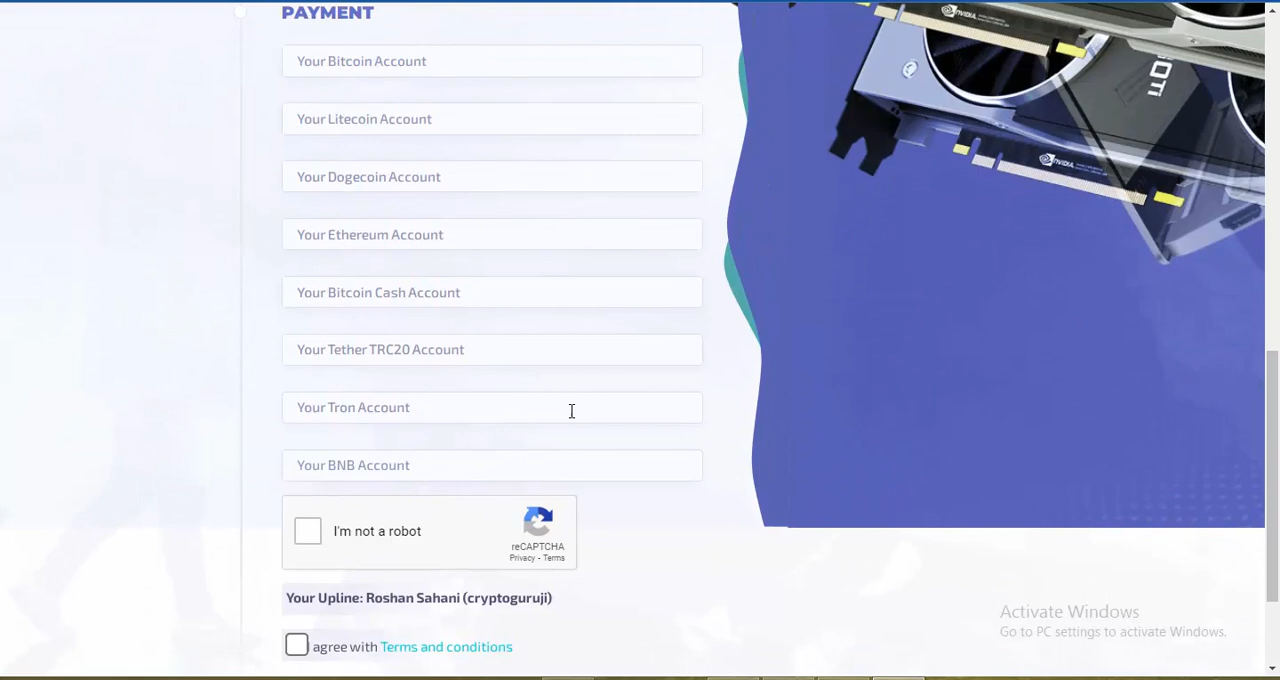 PAYMENT
Your Bitcoin Account
Your Litecoin Account
Your Dogecoin Account
Your Ethereum Account
Your Bitcoin Cash Account
Your Tether TRC20 Account
Your Tron Account
Your BNB Account
I'm not a robot
reCAPTCHA
Privacy - Terms
Your Upline: Roshan Sahani (cryptoguruji)
I agree with Terms and conditions
NVIDIA
NVIDIA
Activate Windows
Go to PC settings to activate Windows.